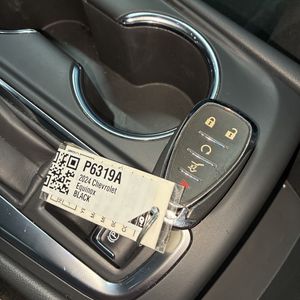 P6319A
2024 Chevrolet
Equinox
BLACK